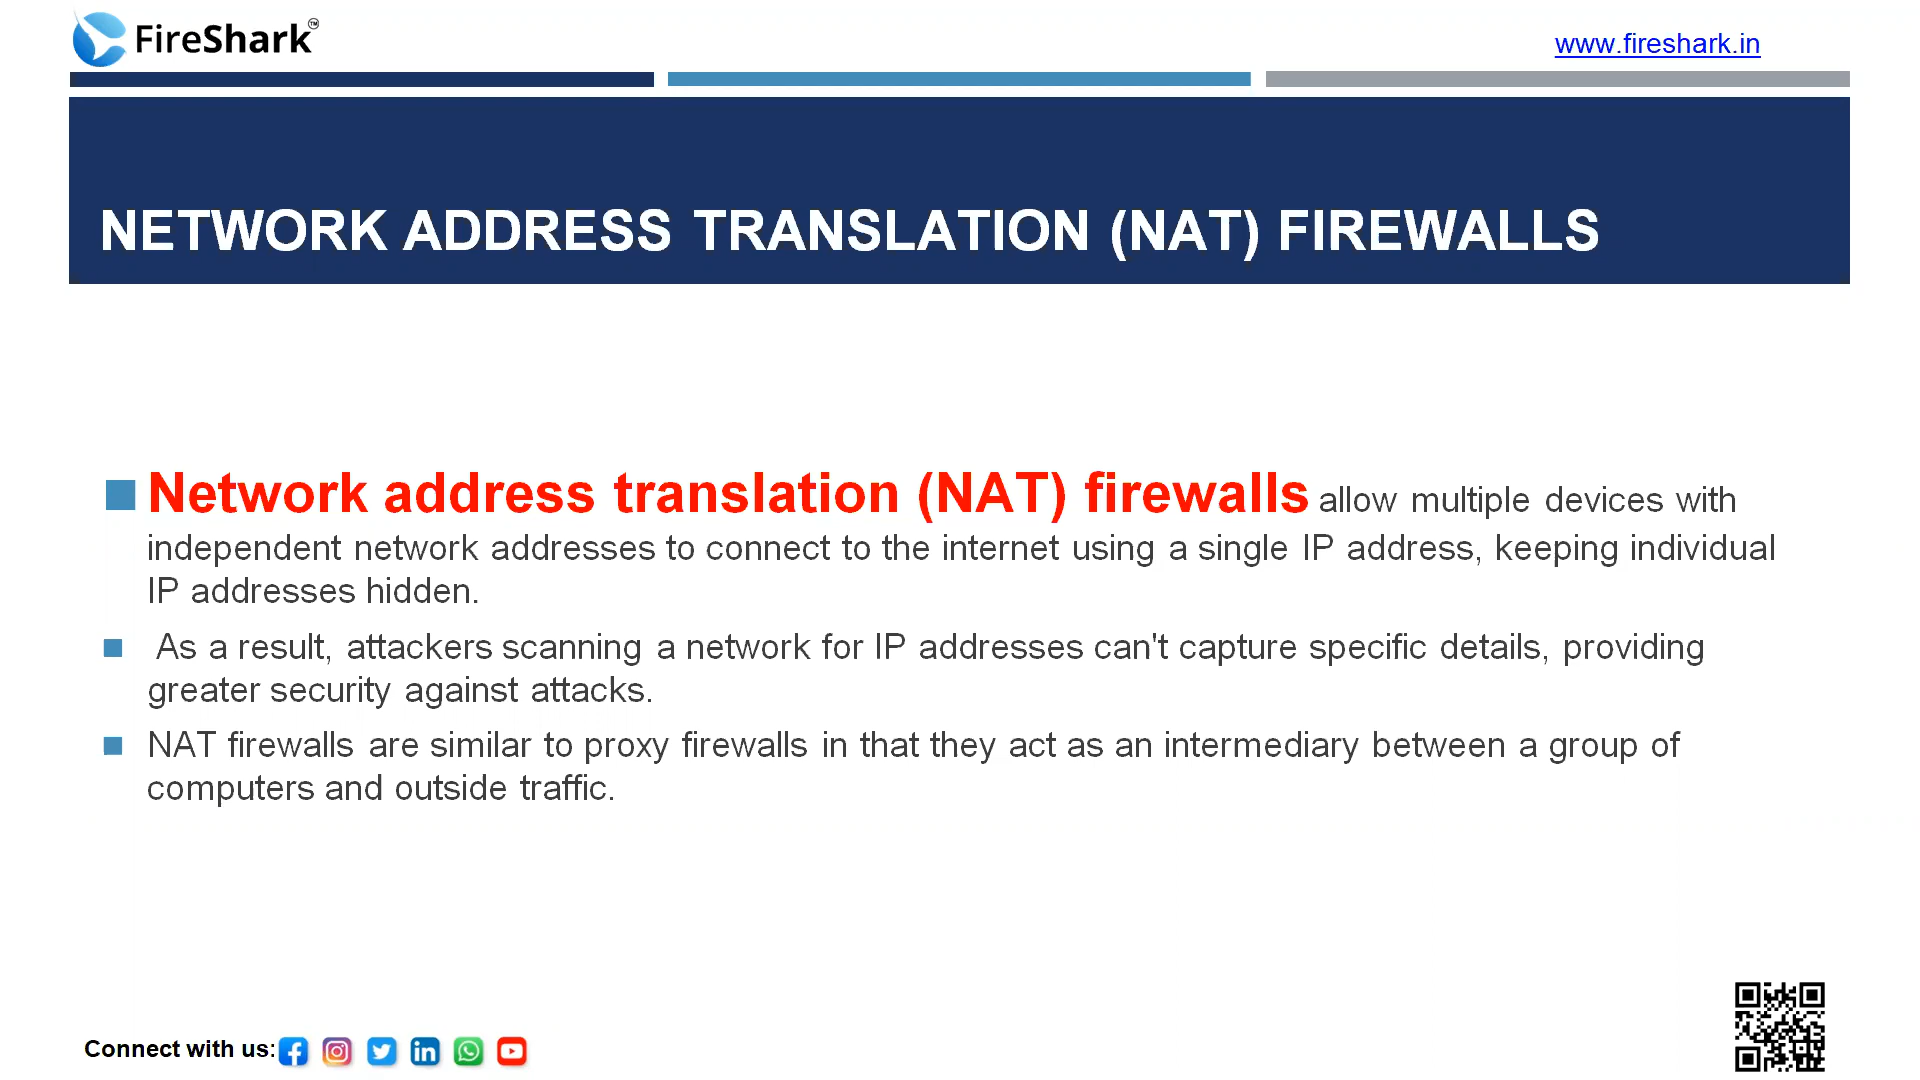 FireShark™
www.fireshark.in
NETWORK ADDRESS TRANSLATION (NAT) FIREWALLS
Network address translation (NAT) firewalls allow multiple devices with
independent network addresses to connect to the internet using a single IP address, keeping individual
IP addresses hidden.
As a result, attackers scanning a network for IP addresses can't capture specific details, providing
greater security against attacks.
NAT firewalls are similar to proxy firewalls in that they act as an intermediary between a group of
computers and outside traffic.
Connect with us: